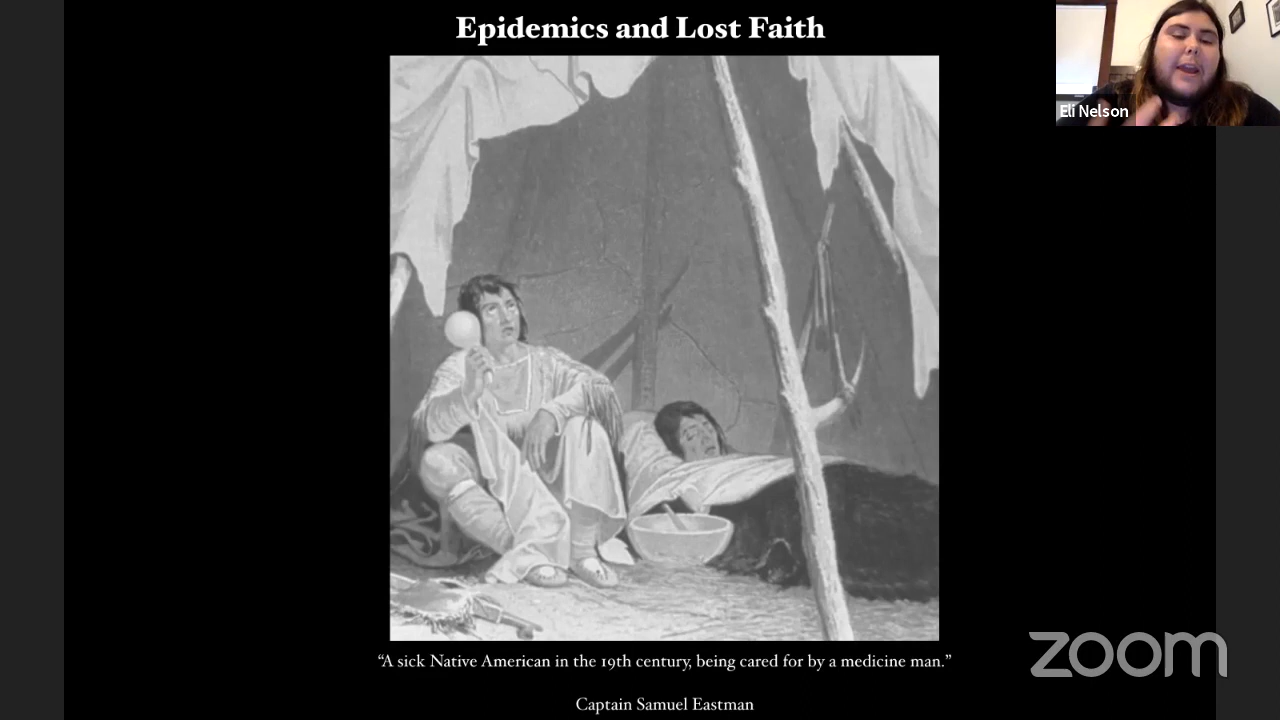 Epidemics and Lost Faith
Eli Nelson
“A sick Native American in the 19th century, being cared for by a medicine man.”
Captain Samuel Eastman
zoom